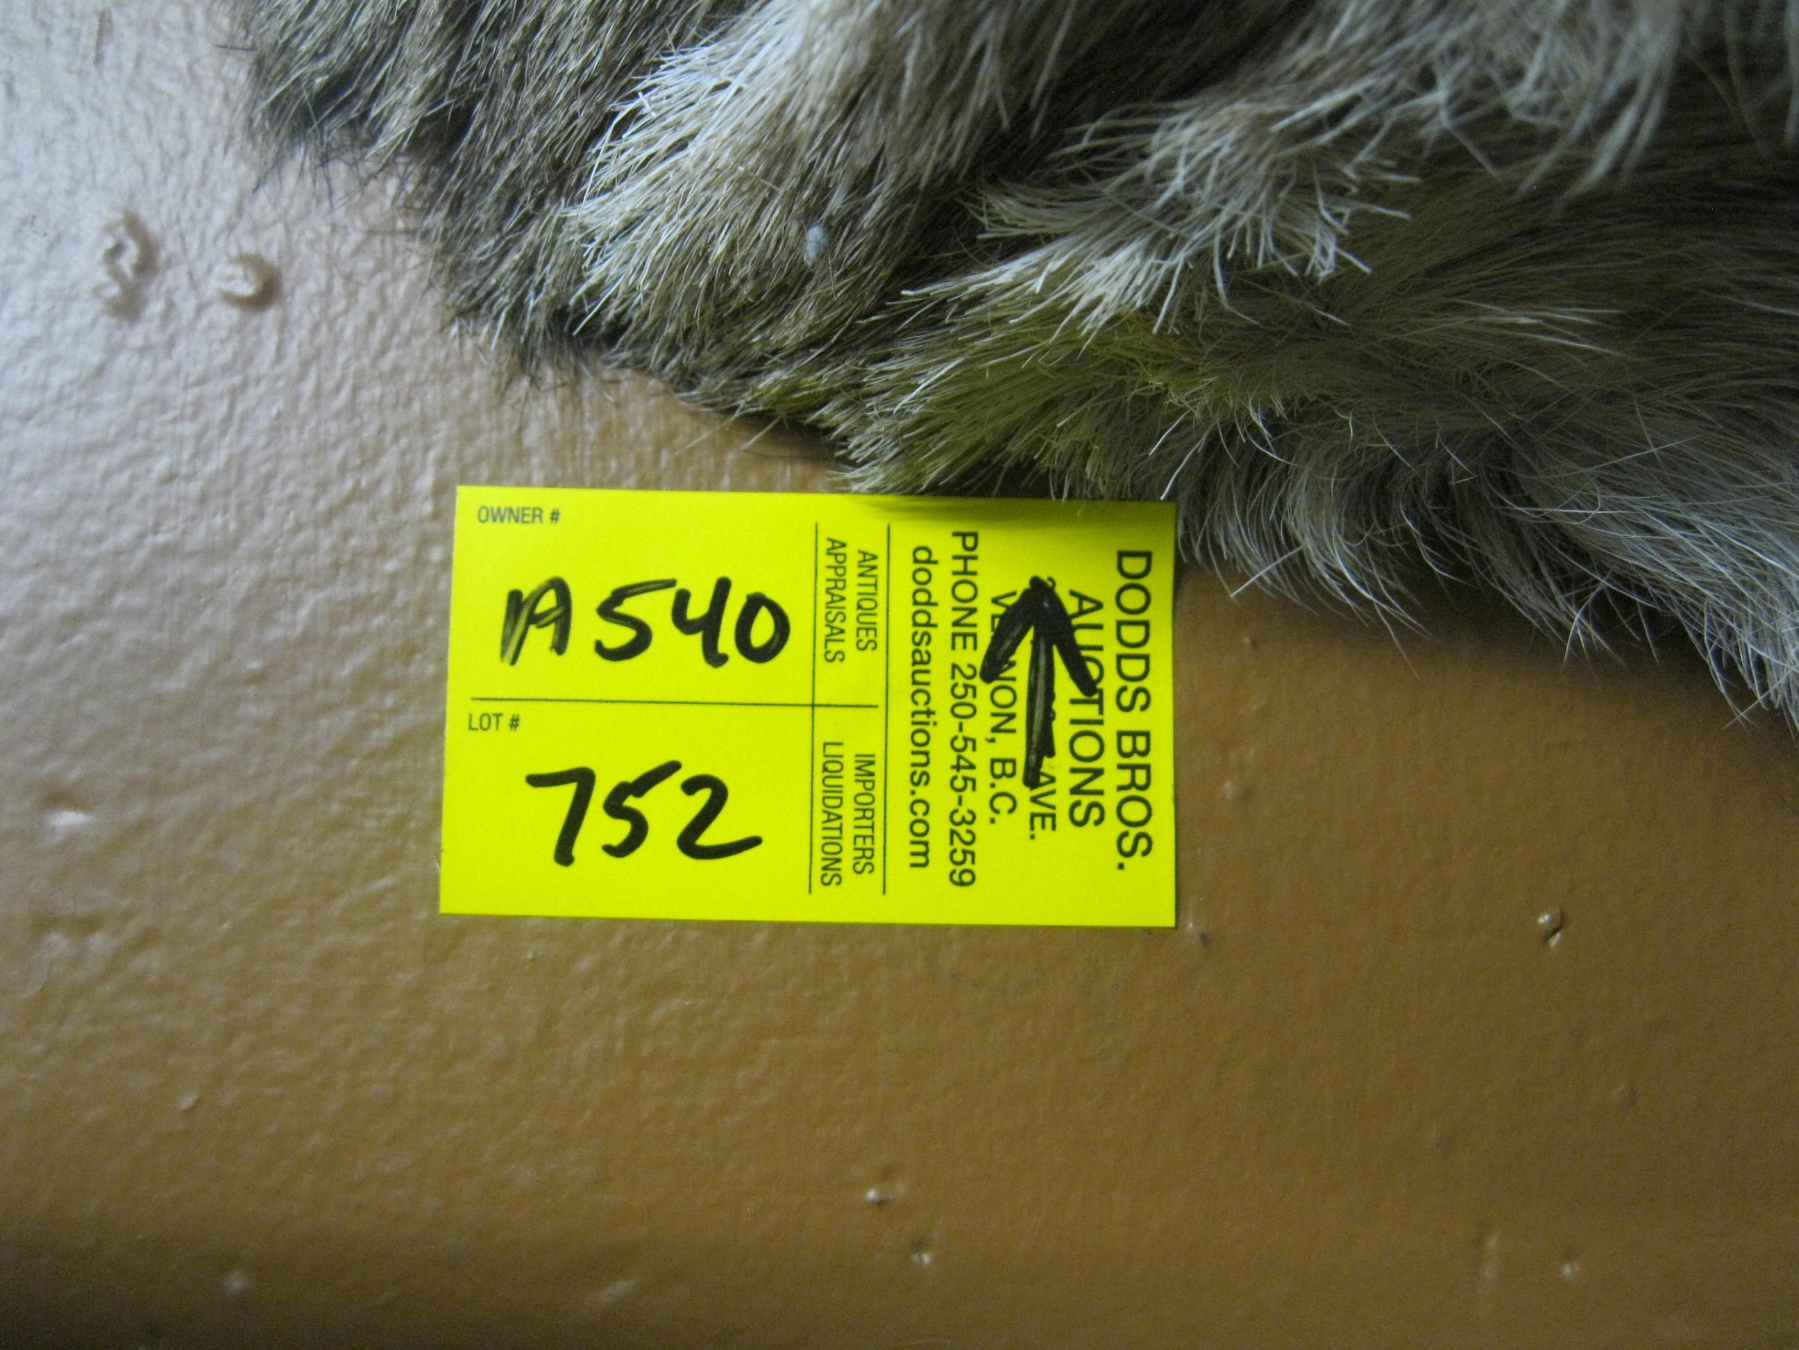 OWNER #
A540
LOT #
752
ANTIQUES
APPRAISALS
IMPORTERS
LIQUIDATIONS
DODDS BROS.
AUCTIONS
AVE.
VERNON, B.C.
PHONE 250-545-3259
doddsauctions.com